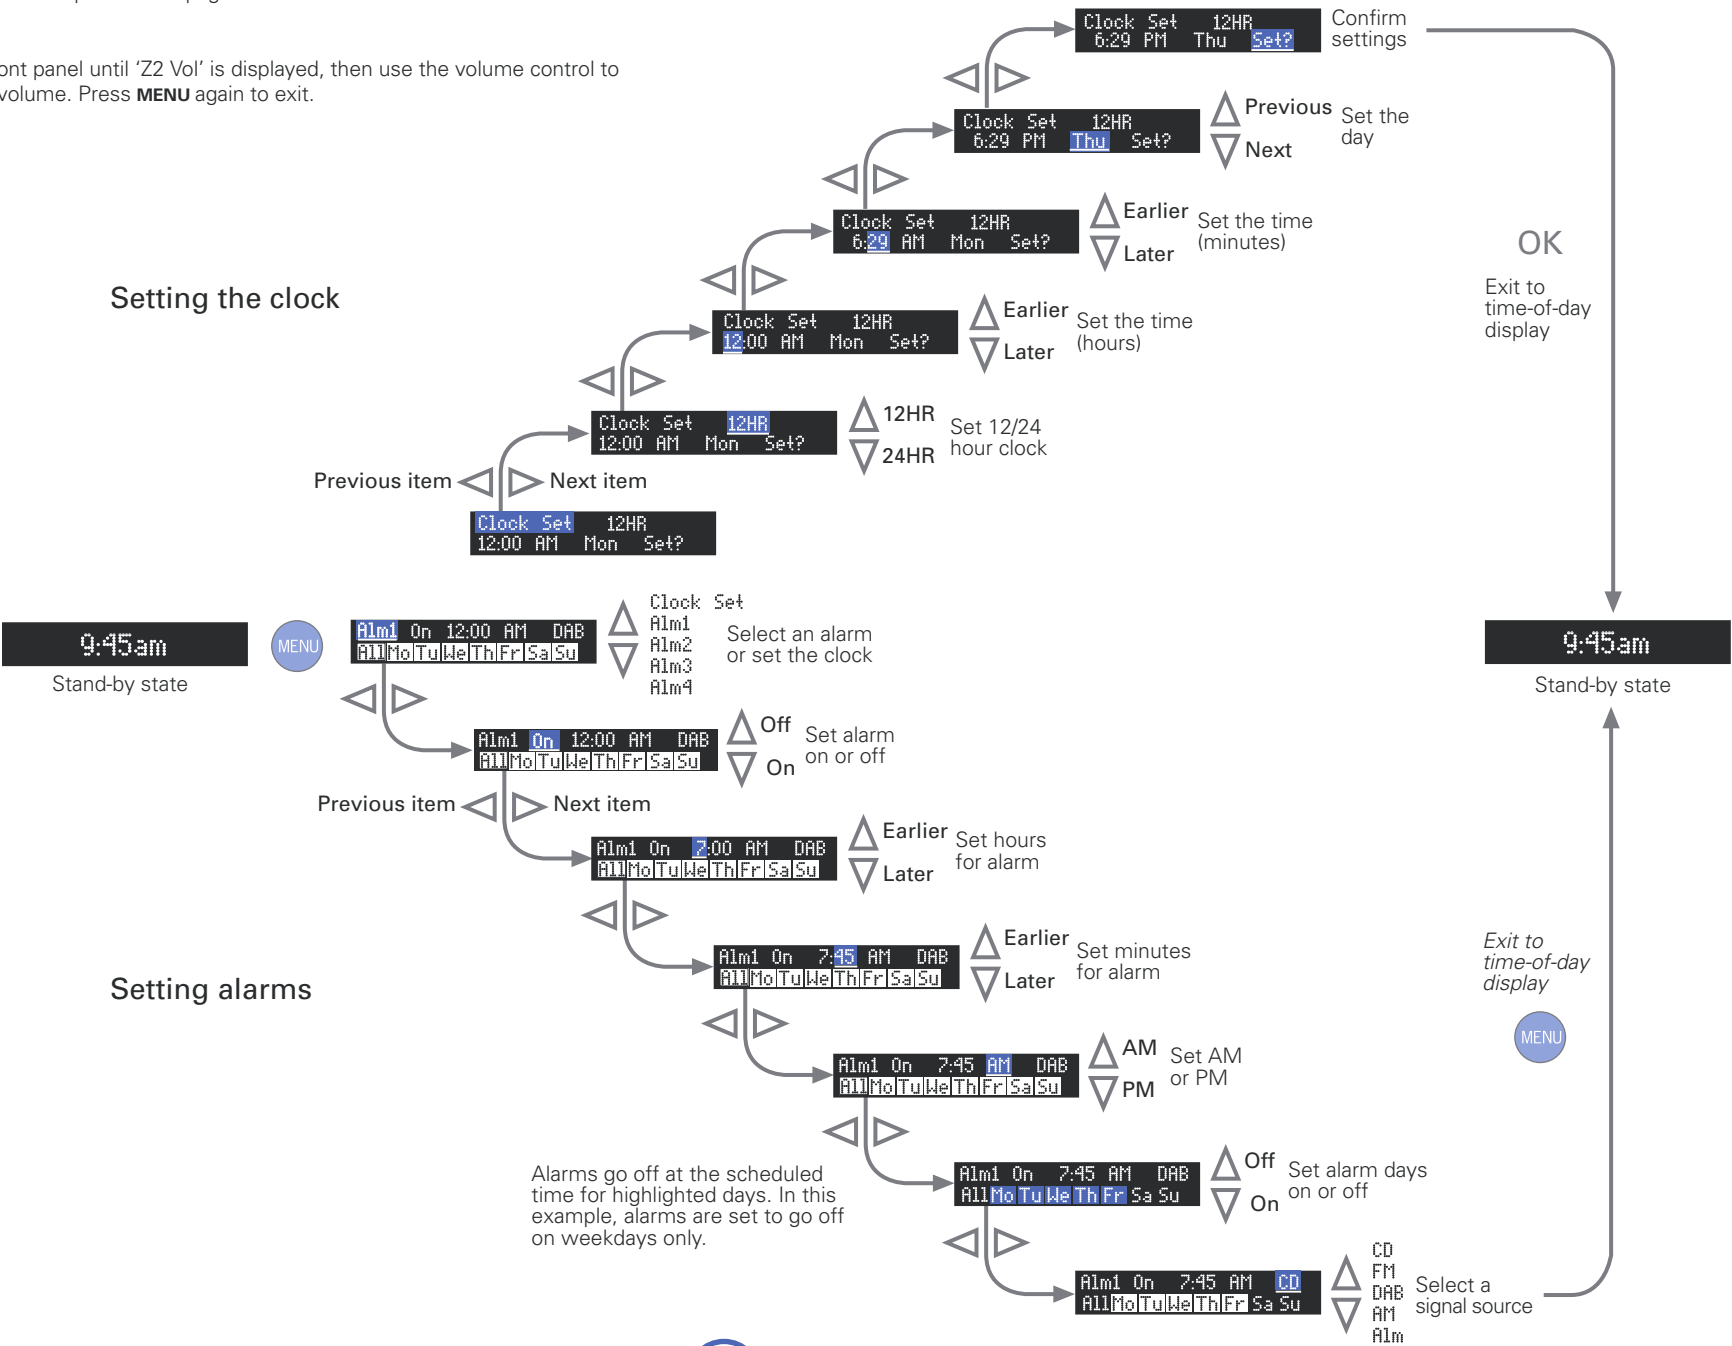 ont panel until ‘Z2 Vol’ is displayed, then use the volume control to
volume. Press MENU again to exit.
Clock Set 12HR
6:29 PM Thu Set?
Confirm
settings
Clock Set 12HR
6:29 PM Thu Set?
Previous
Next
Set the
day
Clock Set 12HR
6:29 AM Mon Set?
Earlier
Later
Set the time
(minutes)
OK
Exit to
time-of-day
display
Setting the clock
Clock Set 12HR
12:00 AM Mon Set?
Earlier
Later
Set the time
(hours)
Clock Set 12HR
12:00 AM Mon Set?
12HR
24HR
Set 12/24
hour clock
Previous item
Next item
Clock Set 12HR
12:00 AM Mon Set?
9:45am
Stand-by state
MENU
Alm1 On 12:00 AM DAB
All Mo Tu We Th Fr Sa Su
Clock Set
Alm1
Alm2
Alm3
Alm4
Select an alarm
or set the clock
9:45am
Stand-by state
Alm1 On 12:00 AM DAB
All Mo Tu We Th Fr Sa Su
Off
On
Set alarm
on or off
Previous item
Next item
Alm1 On 7:00 AM DAB
All Mo Tu We Th Fr Sa Su
Earlier
Later
Set hours
for alarm
Setting alarms
Alm1 On 7:45 AM DAB
All Mo Tu We Th Fr Sa Su
Earlier
Later
Set minutes
for alarm
Exit to
time-of-day
display
MENU
Alm1 On 7:45 AM DAB
All Mo Tu We Th Fr Sa Su
AM
PM
Set AM
or PM
Alarms go off at the scheduled
time for highlighted days. In this
example, alarms are set to go off
on weekdays only.
Alm1 On 7:45 AM DAB
All Mo Tu We Th Fr Sa Su
Off
On
Set alarm days
on or off
Alm1 On 7:45 AM CD
All Mo Tu We Th Fr Sa Su
CD
FM
DAB
AM
Alm
Select a
signal source